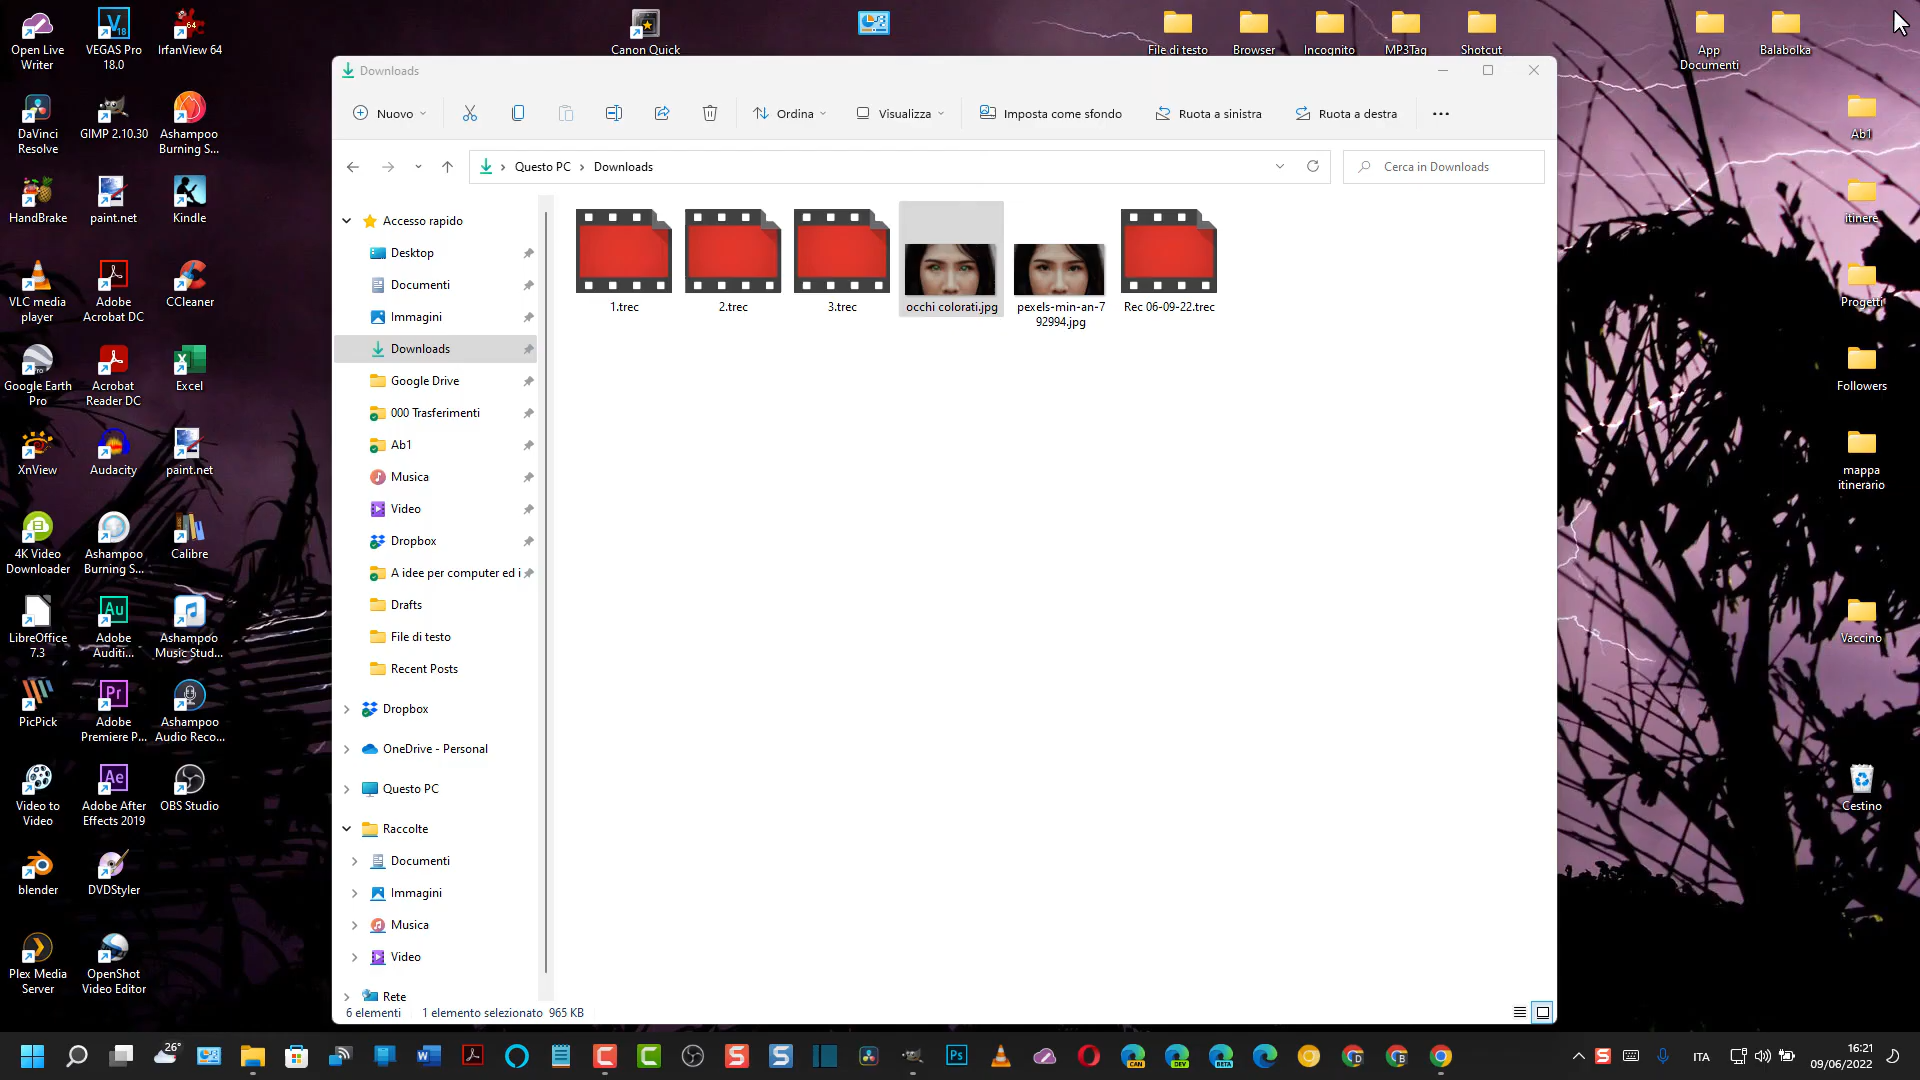 Open Live
Writer
VEGAS Pro
18.0
IrfanView 64
Canon Quick
File di testo
Browser
Incognito
MP3Tag
Shotcut
App
Documenti
Balabolka
DaVinci
Resolve
GIMP 2.10.30
Ashampoo
Burning S...
HandBrake
paint.net
Kindle
VLC media
player
Adobe
Acrobat DC
CCleaner
Google Earth
Pro
Acrobat
Reader DC
Excel
XnView
Audacity
paint.net
4K Video
Downloader
Ashampoo
Burning S...
Calibre
LibreOffice
7.3
Adobe
Auditi...
Ashampoo
Music Stud...
PicPick
Adobe
Premiere P...
Ashampoo
Audio Reco...
Video to
Video
Adobe After
Effects 2019
OBS Studio
blender
DVDStyler
Plex Media
Server
OpenShot
Video Editor
Downloads
Nuovo
Ordina
Visualizza
Imposta come sfondo
Ruota a sinistra
Ruota a destra
Questo PC
Downloads
Cerca in Downloads
Accesso rapido
Desktop
Documenti
Immagini
Downloads
Google Drive
000 Trasferimenti
Ab1
Musica
Video
Dropbox
A idee per computer ed i
Drafts
File di testo
Recent Posts
Dropbox
OneDrive - Personal
Questo PC
Raccolte
Documenti
Immagini
Musica
Video
Rete
1.trec
2.trec
3.trec
occhi colorati.jpg
pexels-min-an-7
92994.jpg
Rec 06-09-22.trec
6 elementi
1 elemento selezionato 965 KB
Ab1
itinere
Progetti
Followers
mappa
itinerario
Vaccino
Cestino
26°
CAN
DEV
BETA
ITA
16:21
09/06/2022